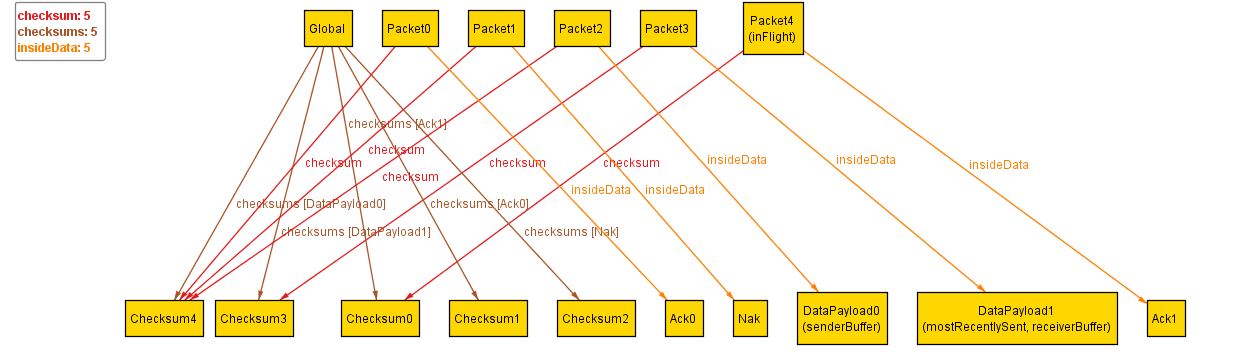 checksum: 5
checksums: 5
insideData: 5
Global
Packet0
Packet1
Packet2
Packet3
Packet4
(inFlight)
checksums [Ack1]
checksum
checksum
checksum
checksum
checksum
insideData
insideData
insideData
insideData
insideData
checksums [DataPayload0]
checksums [Ack0]
checksums [DataPayload1]
checksums [Nak]
Checksum4
Checksum3
Checksum0
Checksum1
Checksum2
Ack0
Nak
DataPayload0
(senderBuffer)
DataPayload1
(mostRecentlySent, receiverBuffer)
Ack1